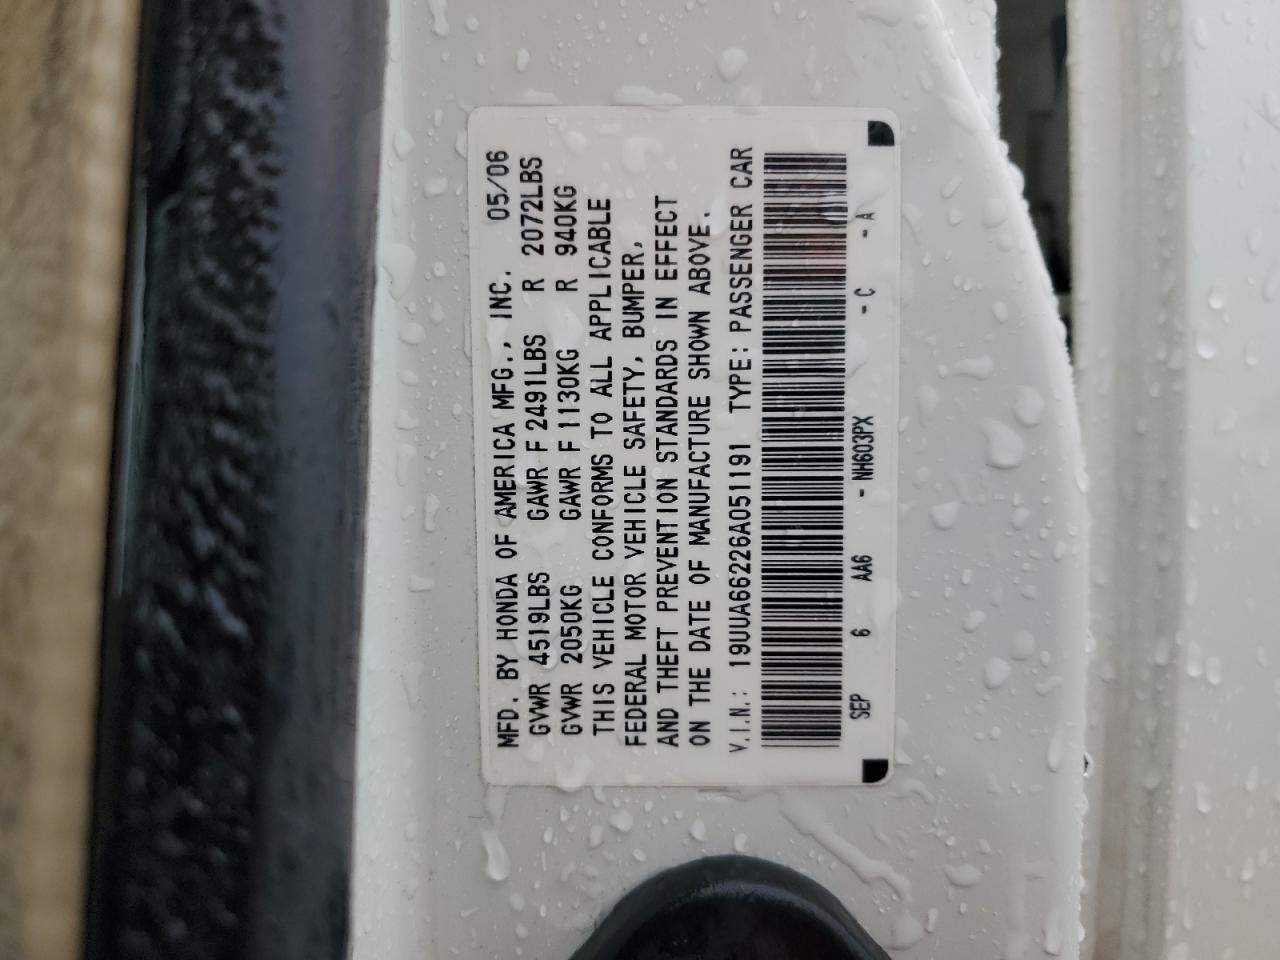 MFD. BY HONDA OF AMERICA MFG., INC. 05/06
GVWR 4519LBS GAWR F 2491LBS R 2072LBS
GVWR 2050KG GAWR F 1130KG R 940KG
THIS VEHICLE CONFORMS TO ALL APPLICABLE
FEDERAL MOTOR VEHICLE SAFETY, BUMPER,
AND THEFT PREVENTION STANDARDS IN EFFECT
ON THE DATE OF MANUFACTURE SHOWN ABOVE.
V.I.N.: 19UUA66226A051191 TYPE: PASSENGER CAR
SEP 6 AA6 - NH603PX - C - A